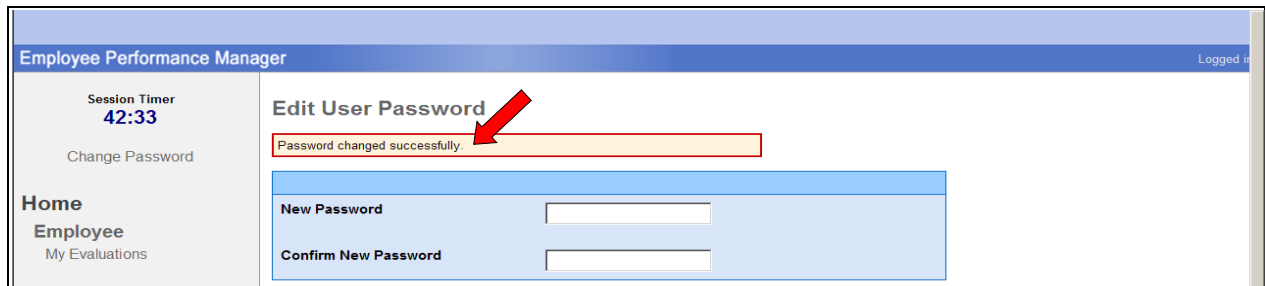 Employee Performance Manager
Logged in
Session Timer
42:33
Change Password
Home
Employee
My Evaluations
Edit User Password
Password changed successfully.
New Password
Confirm New Password